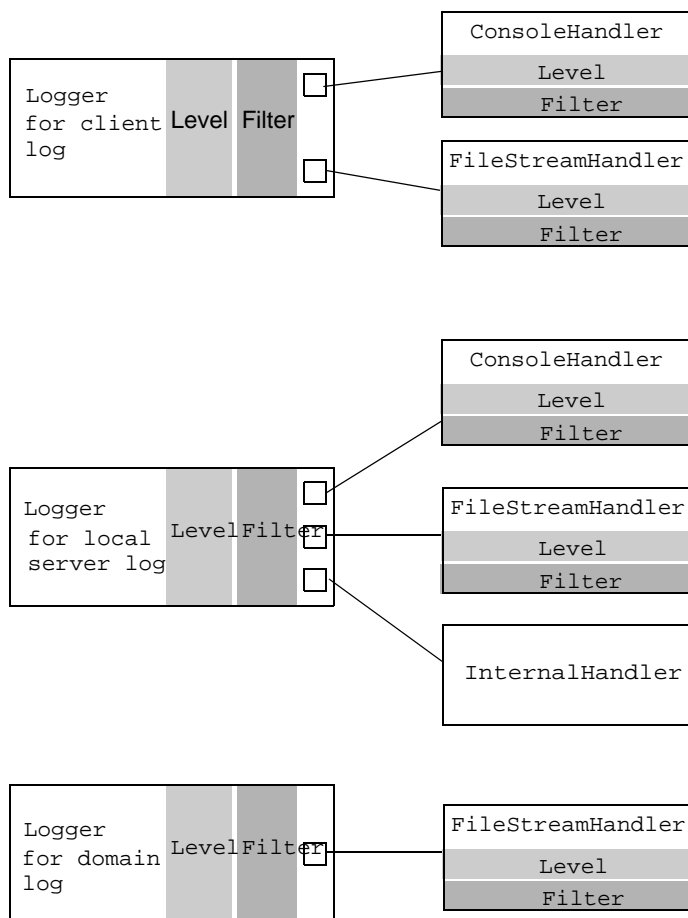 ConsoleHandler
Level
Filter
Logger
for client
log
Level
Filter
FileStreamHandler
Level
Filter
ConsoleHandler
Level
Filter
Logger
for local
server log
Level
Filter
FileStreamHandler
Level
Filter
InternalHandler
Logger
for domain
log
Level
Filter
FileStreamHandler
Level
Filter